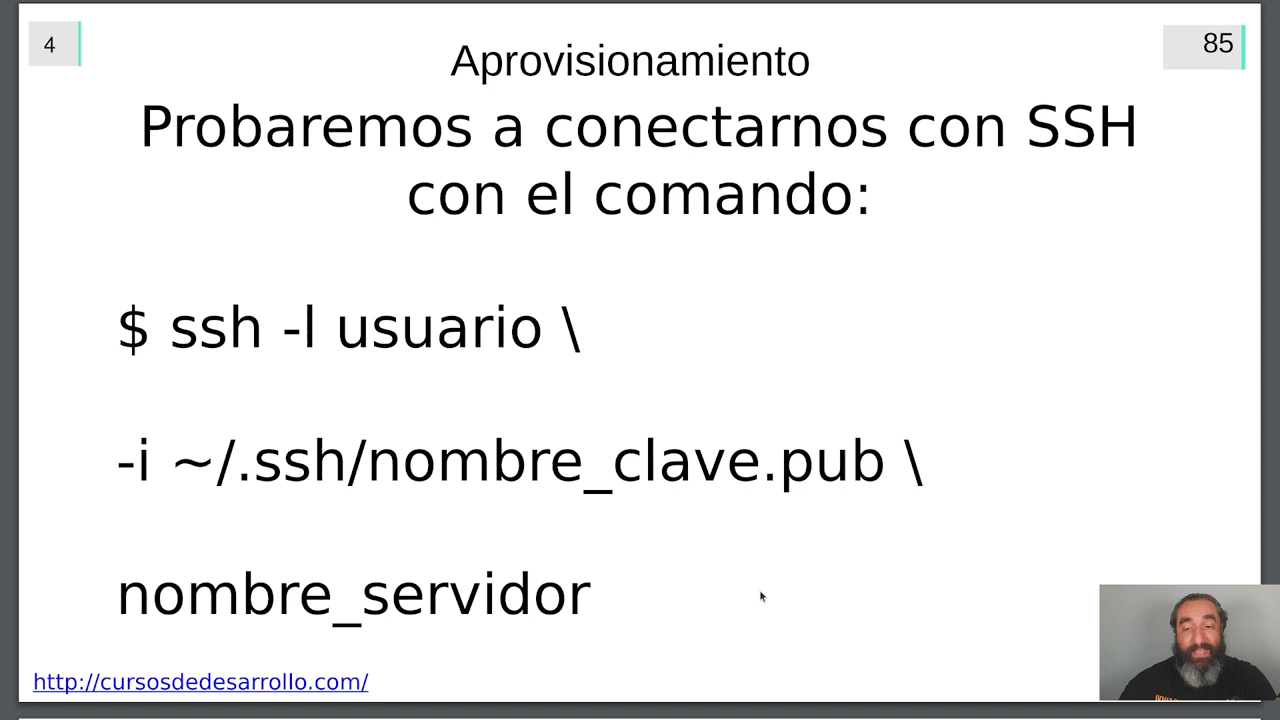 4
85
Aprovisionamiento
Probaremos a conectarnos con SSH
con el comando:
$ ssh -l usuario \
-i ~/.ssh/nombre_clave.pub \
nombre_servidor
http://cursosdedesarrollo.com/